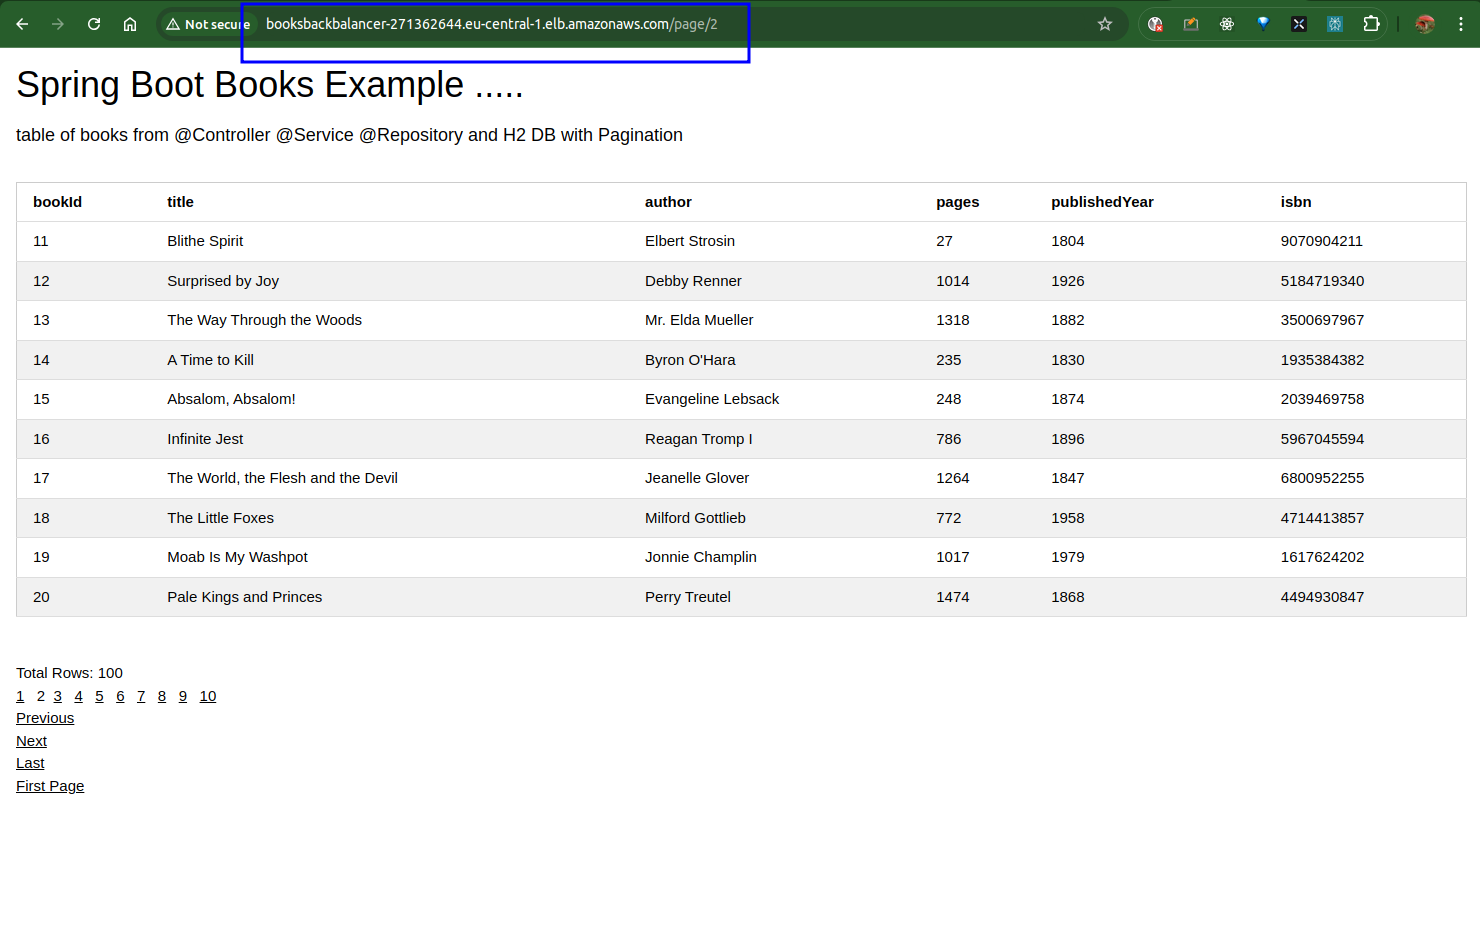 Not secure booksbackbalancer-271362644.eu-central-1.elb.amazonaws.com/page/2
Spring Boot Books Example .....
table of books from @Controller @Service @Repository and H2 DB with Pagination
bookId title author pages publishedYear isbn
11 Blithe Spirit Elbert Strosin 27 1804 9070904211
12 Surprised by Joy Debby Renner 1014 1926 5184719340
13 The Way Through the Woods Mr. Elda Mueller 1318 1882 3500697967
14 A Time to Kill Byron O'Hara 235 1830 1935384382
15 Absalom, Absalom! Evangeline Lebsack 248 1874 2039469758
16 Infinite Jest Reagan Tromp I 786 1896 5967045594
17 The World, the Flesh and the Devil Jeanelle Glover 1264 1847 6800952255
18 The Little Foxes Milford Gottlieb 772 1958 4714413857
19 Moab Is My Washpot Jonnie Champlin 1017 1979 1617624202
20 Pale Kings and Princes Perry Treutel 1474 1868 4494930847
Total Rows: 100
1 2 3 4 5 6 7 8 9 10
Previous
Next
Last
First Page